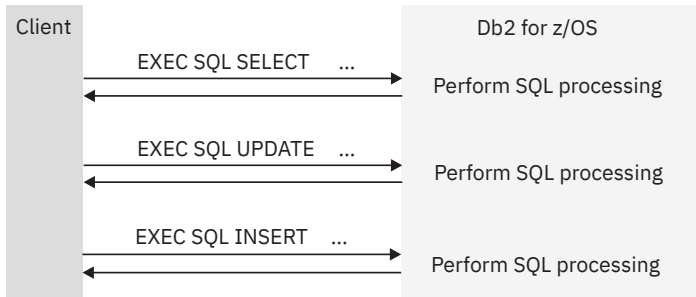 Client
Db2 for z/OS
EXEC SQL SELECT ...
Perform SQL processing
EXEC SQL UPDATE ...
Perform SQL processing
EXEC SQL INSERT ...
Perform SQL processing